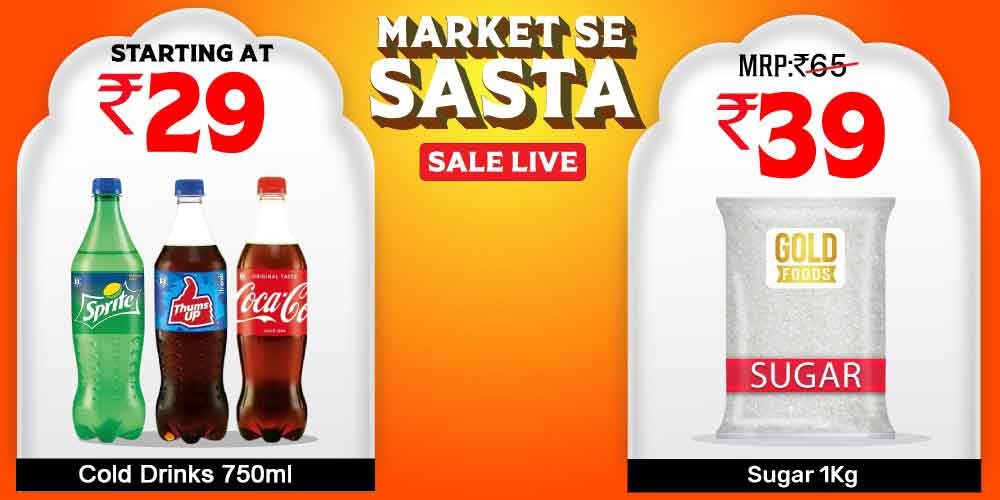 STARTING AT
₹29
Sprite
Thums
UP
ORIGINAL TASTE
Coca-Co
Cold Drinks 750ml
MARKET SE
SASTA
SALE LIVE
MRP:₹65
₹39
GOLD
FOODS
SUGAR
Sugar 1Kg